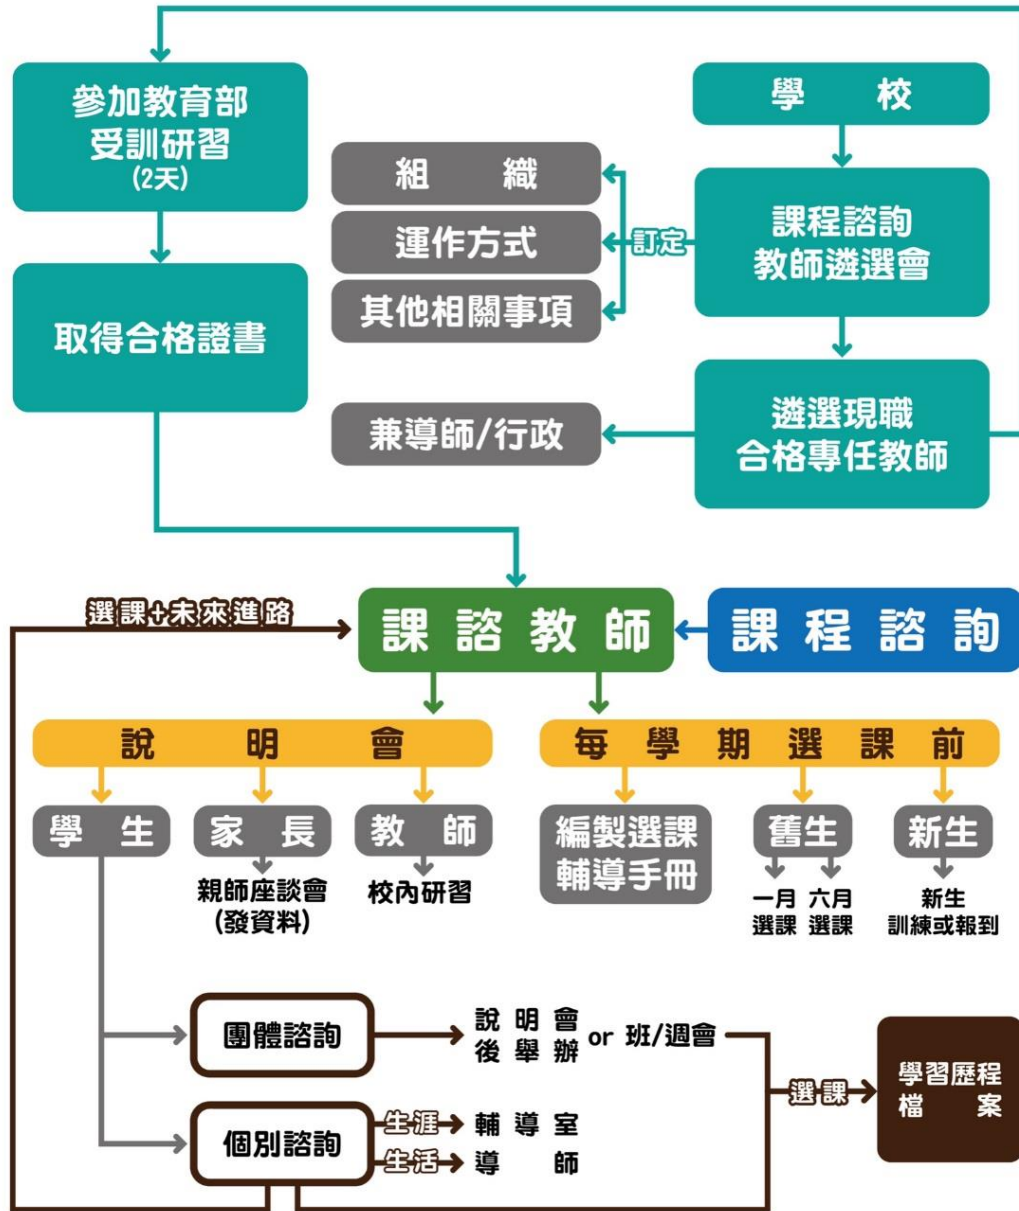 參加教育部
受訓研習
(2天)
取得合格證書
學 校
課程諮詢
教師遴選會
訂定
組 織
運作方式
其他相關事項
遴選現職
合格專任教師
兼導師/行政
選課+未來進路
課諮教師
課程諮詢
說明會
學生
家長
親師座談會
(發資料)
教師
校內研習
每學期選課前
編製選課
輔導手冊
舊生
一月
選課
六月
選課
新生
新生
訓練或報到
團體諮詢
說明會
後舉辦
or 班/週會
個別諮詢
生涯
輔導室
生活
導師
選課
學習歷程
檔案